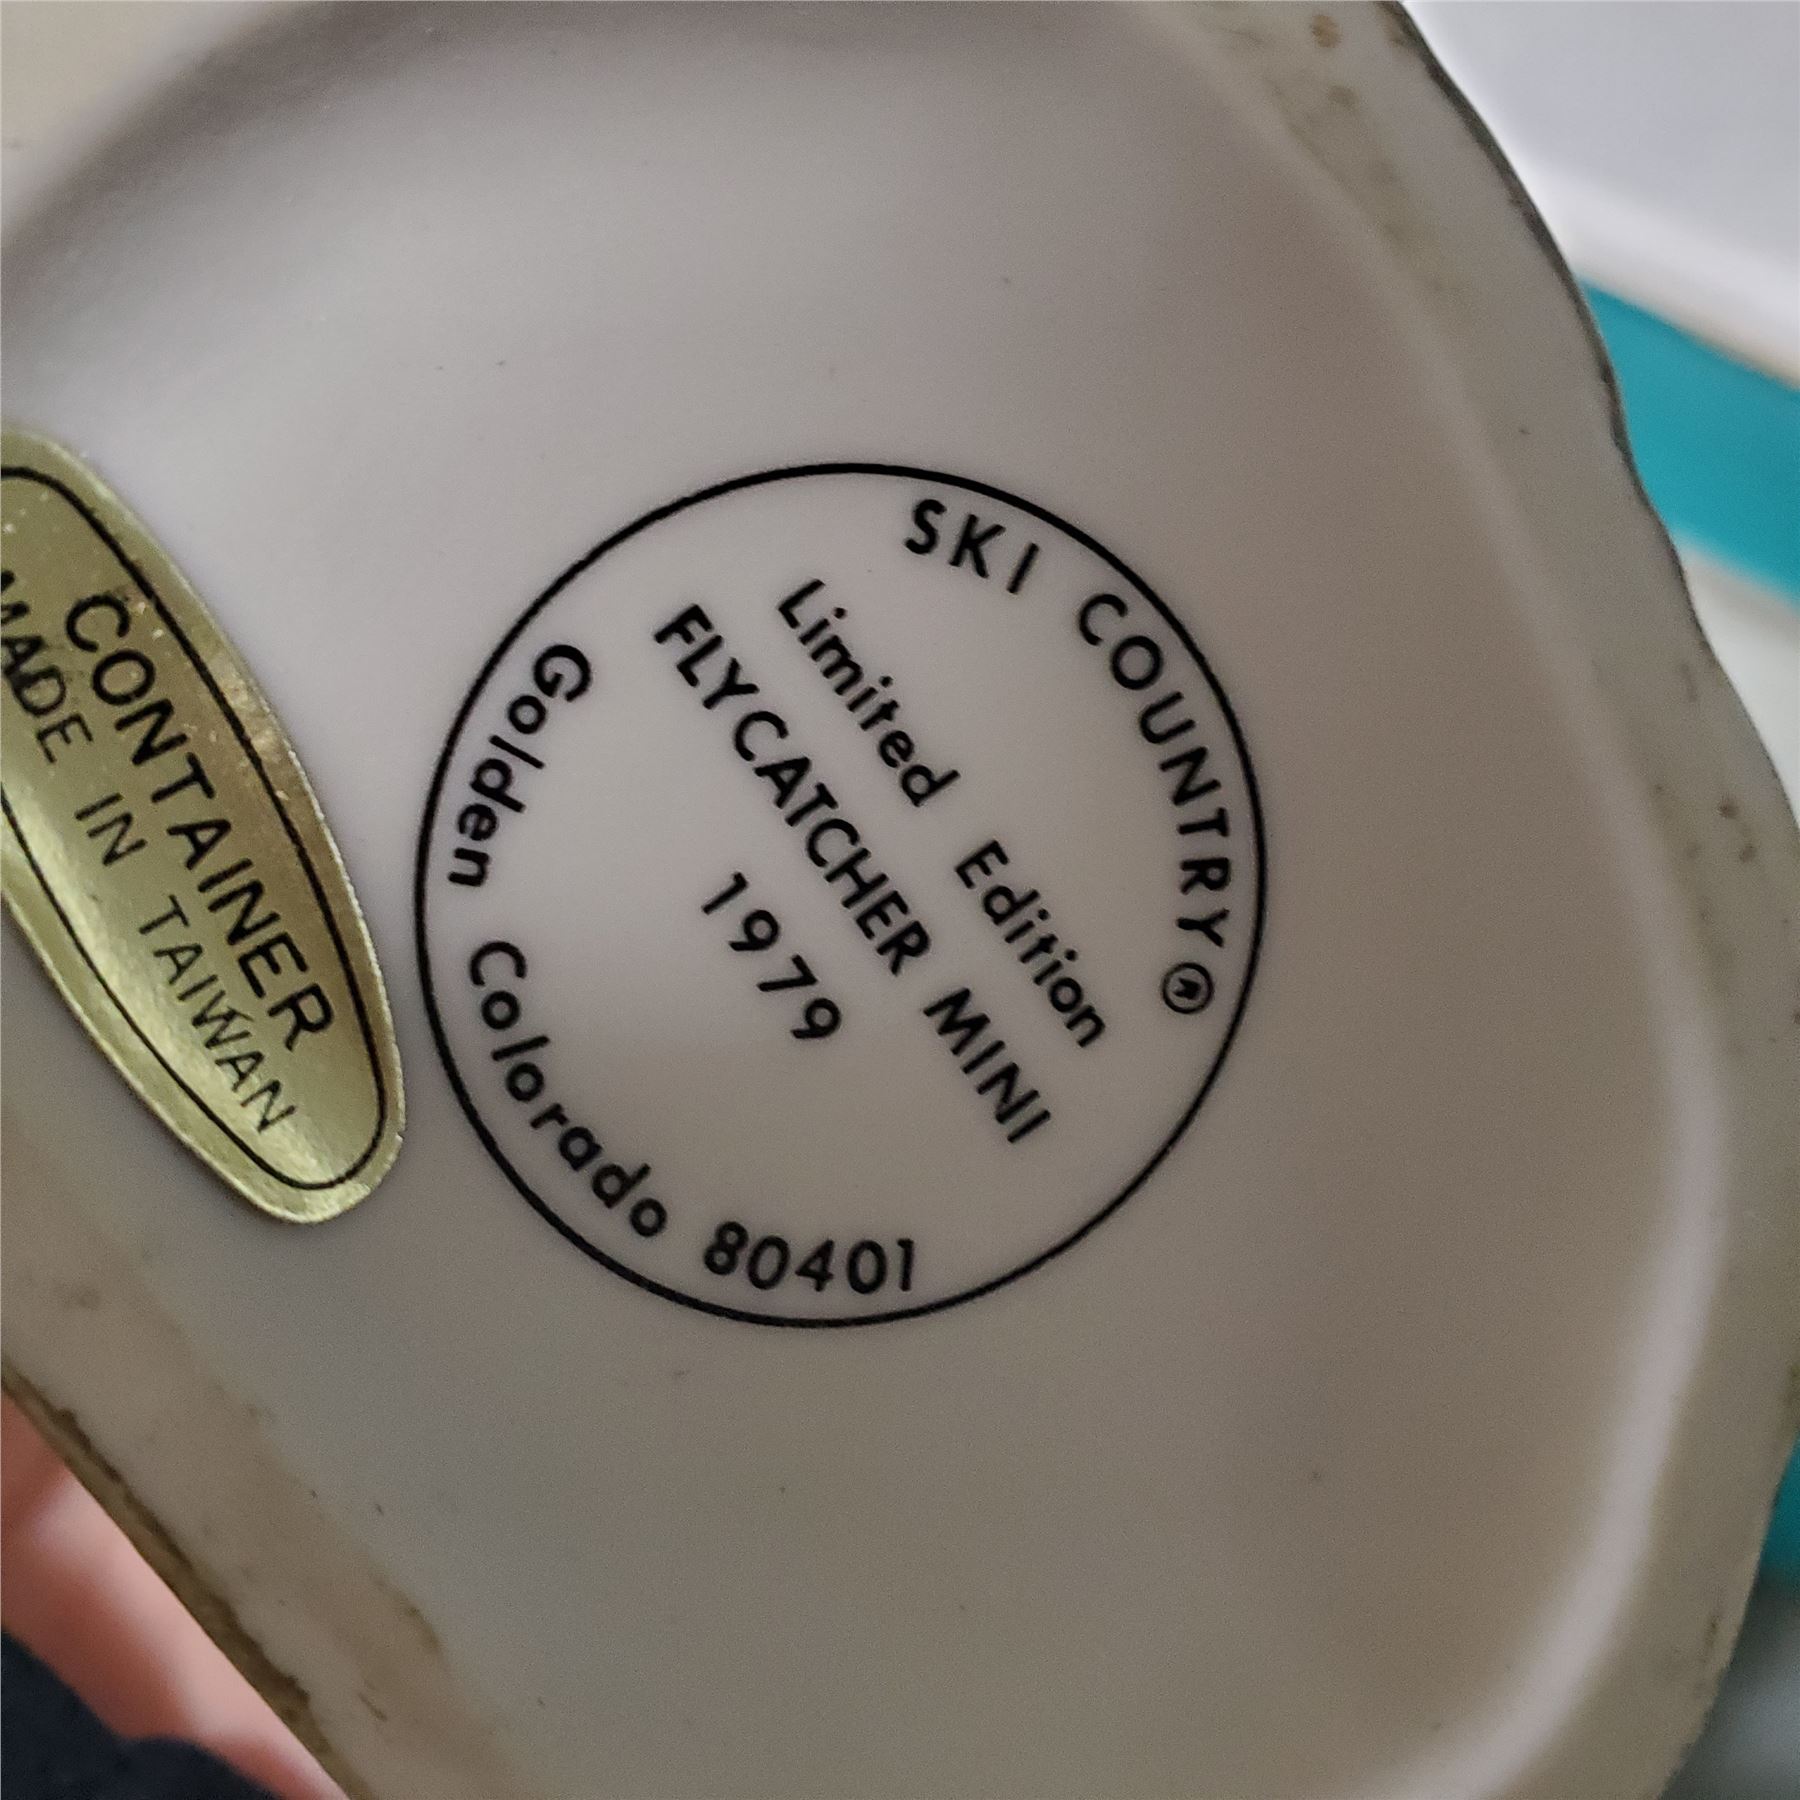 SKI COUNTRY®
Limited Edition
FLYCATCHER MINI
1979
Golden Colorado 80401
CONTAINER
MADE IN TAIWAN